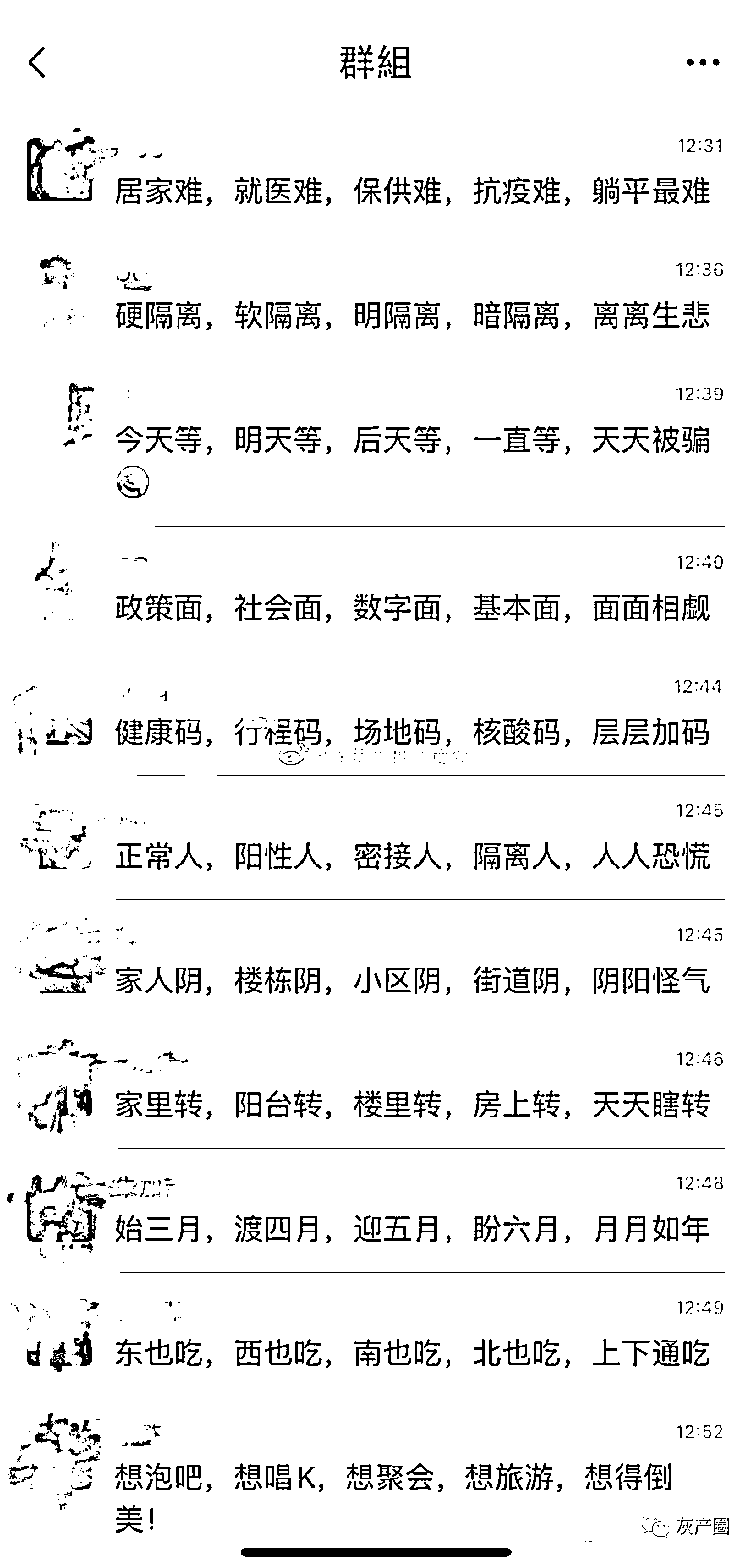 群組
12:31
居家难，就医难，保供难，抗疫难，躺平最难
12:36
硬隔离，软隔离，明隔离，暗隔离，离离生悲
12:39
今天等，明天等，后天等，一直等，天天被骗
12:40
政策面，社会面，数字面，基本面，面面相觑
12:44
健康码，行程码，场地码，核酸码，层层加码
12:45
正常人，阳性人，密接人，隔离人，人人恐慌
12:45
家人阴，楼栋阴，小区阴，街道阴，阴阳怪气
12:46
家里转，阳台转，楼里转，房上转，天天瞎转
12:48
始三月，渡四月，迎五月，盼六月，月月如年
12:49
东也吃，西也吃，南也吃，北也吃，上下通吃
12:52
想泡吧，想唱K，想聚会，想旅游，想得倒
美！
灰产圈